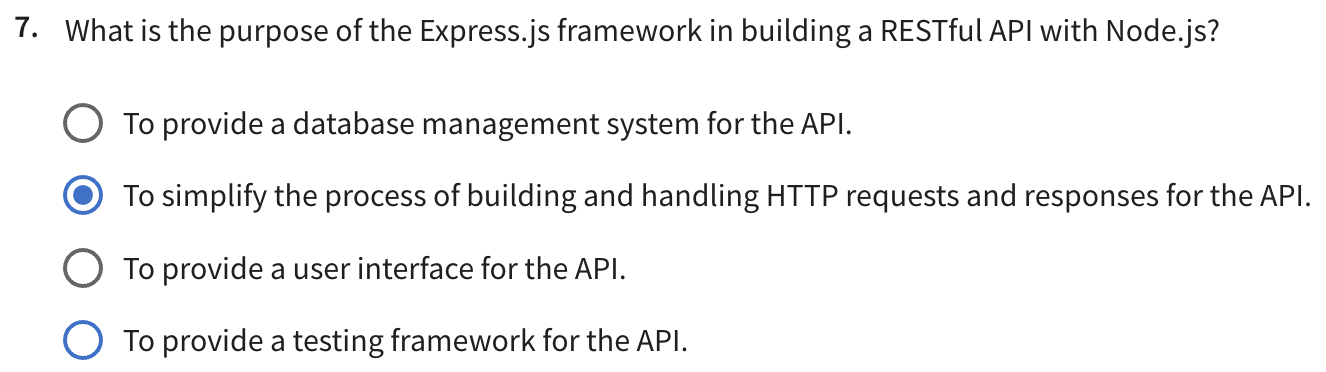 7. What is the purpose of the Express.js framework in building a RESTful API with Node.js?
To provide a database management system for the API.
To simplify the process of building and handling HTTP requests and responses for the API.
To provide a user interface for the API.
To provide a testing framework for the API.